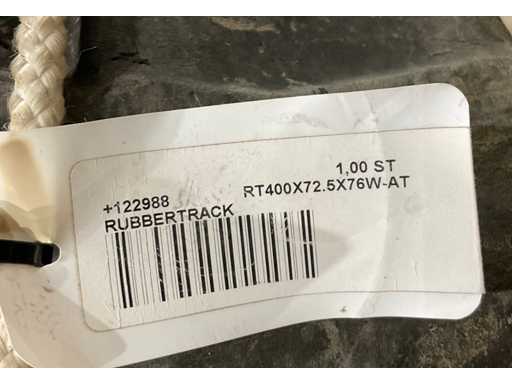 1,00 ST
+122988 RT400X72.5X76W-AT
RUBBERTRACK